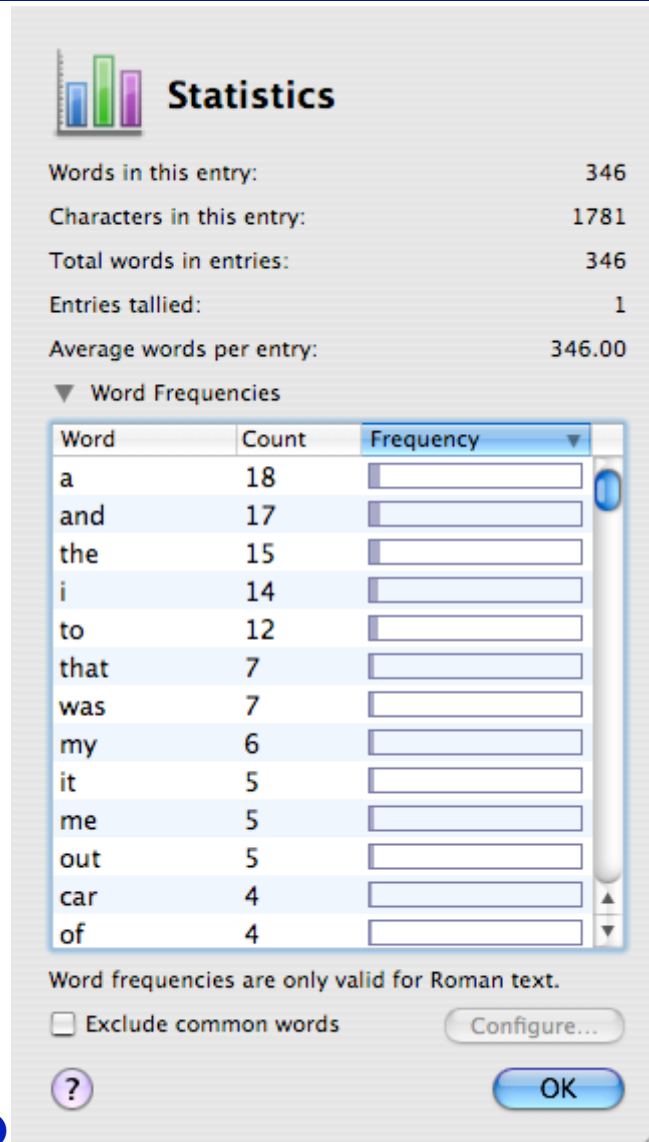 Statistics
Words in this entry: 346
Characters in this entry: 1781
Total words in entries: 346
Entries tallied: 1
Average words per entry: 346.00
Word Frequencies
Word Count Frequency
a 18
and 17
the 15
i 14
to 12
that 7
was 7
my 6
it 5
me 5
out 5
car 4
of 4
Word frequencies are only valid for Roman text.
Exclude common words Configure...
? OK